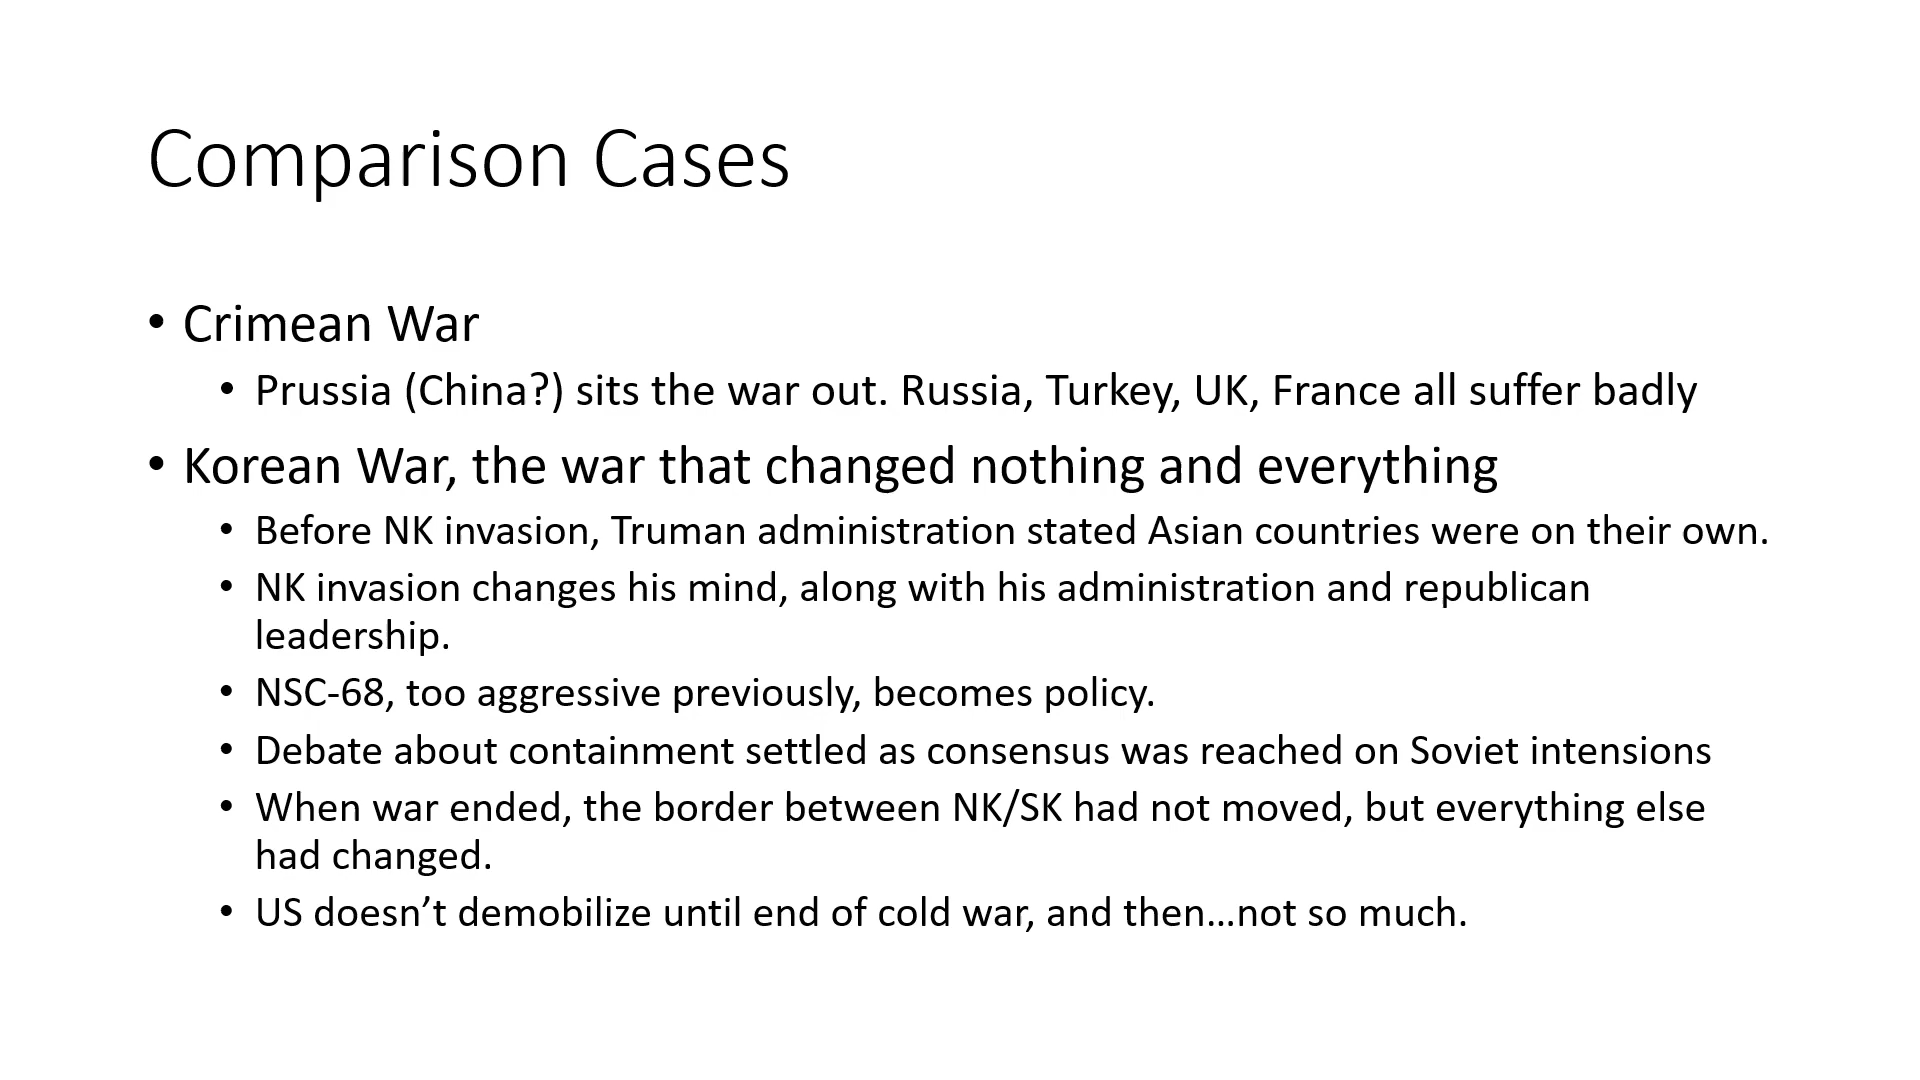 Comparison Cases
• Crimean War
• Prussia (China?) sits the war out. Russia, Turkey, UK, France all suffer badly
• Korean War, the war that changed nothing and everything
• Before NK invasion, Truman administration stated Asian countries were on their own.
• NK invasion changes his mind, along with his administration and republican
leadership.
• NSC-68, too aggressive previously, becomes policy.
• Debate about containment settled as consensus was reached on Soviet intensions
• When war ended, the border between NK/SK had not moved, but everything else
had changed.
• US doesn’t demobilize until end of cold war, and then…not so much.